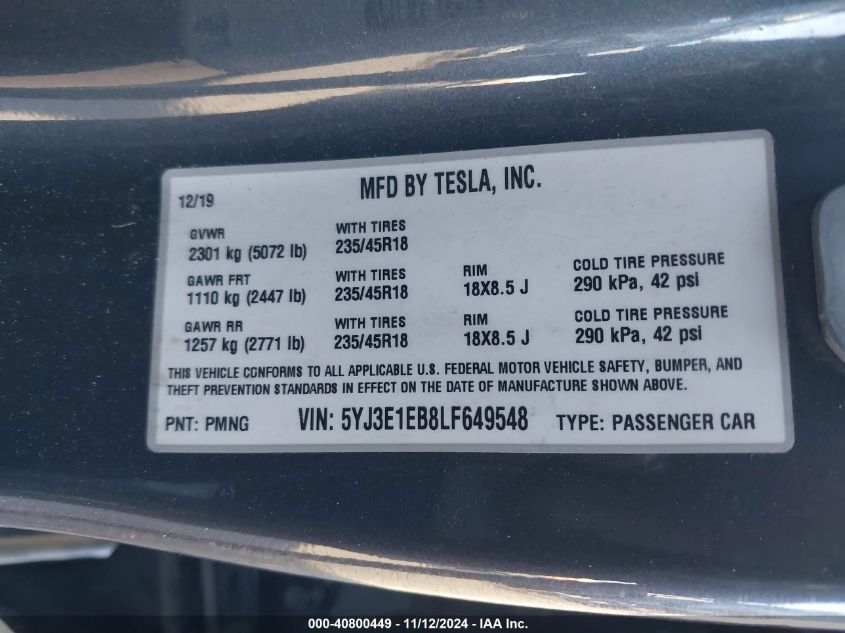 MFD BY TESLA, INC.
12/19
GVWR WITH TIRES
2301 kg (5072 lb) 235/45R18
GAWR FRT WITH TIRES RIM COLD TIRE PRESSURE
1110 kg (2447 lb) 235/45R18 18X8.5 J 290 kPa, 42 psi
GAWR RR WITH TIRES RIM COLD TIRE PRESSURE
1257 kg (2771 lb) 235/45R18 18X8.5 J 290 kPa, 42 psi
THIS VEHICLE CONFORMS TO ALL APPLICABLE U.S. FEDERAL MOTOR VEHICLE SAFETY, BUMPER, AND
THEFT PREVENTION STANDARDS IN EFFECT ON THE DATE OF MANUFACTURE SHOWN ABOVE.
PNT: PMNG VIN: 5YJ3E1EB8LF649548 TYPE: PASSENGER CAR
000-40800449 - 11/12/2024 - IAA Inc.